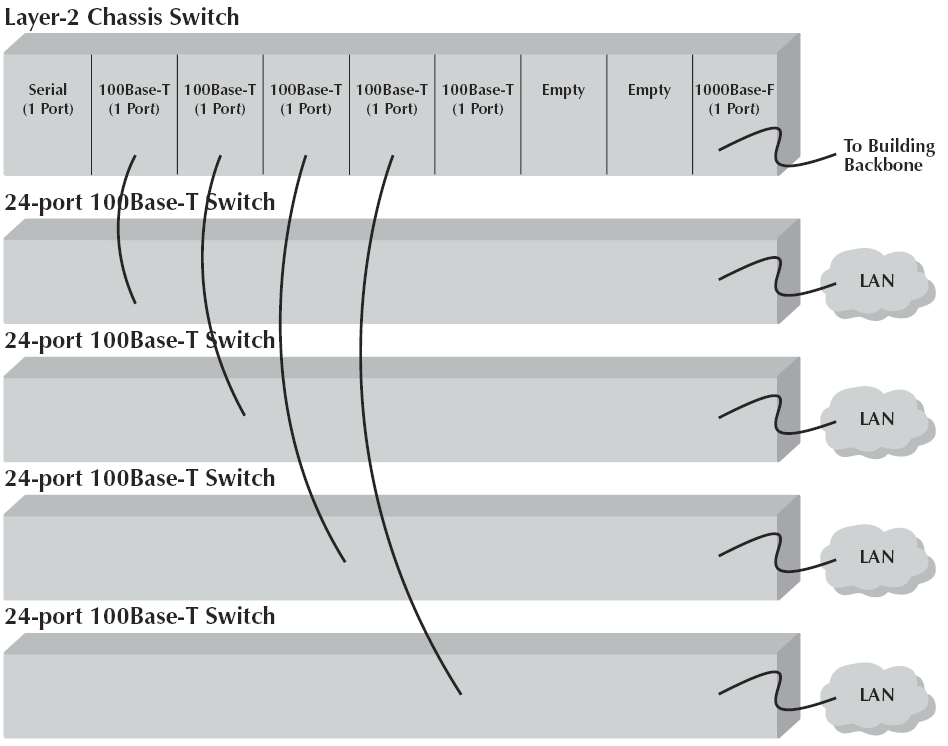 Layer-2 Chassis Switch
Serial
(1 Port)
100Base-T
(1 Port)
100Base-T
(1 Port)
100Base-T
(1 Port)
100Base-T
(1 Port)
100Base-T
(1 Port)
Empty
Empty
1000Base-F
(1 Port)
To Building
Backbone
24-port 100Base-T Switch
LAN
24-port 100Base-T Switch
LAN
24-port 100Base-T Switch
LAN
24-port 100Base-T Switch
LAN